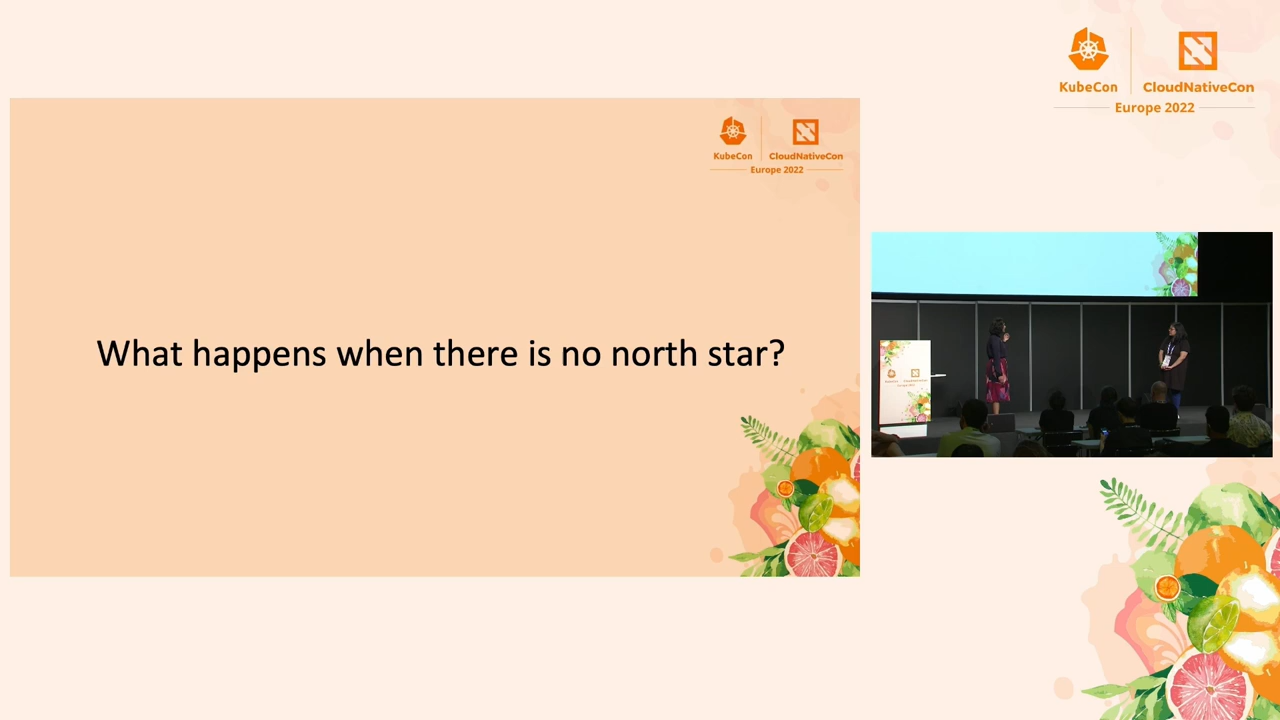 KubeCon
CloudNativeCon
Europe 2022
KubeCon
CloudNativeCon
Europe 2022
What happens when there is no north star?